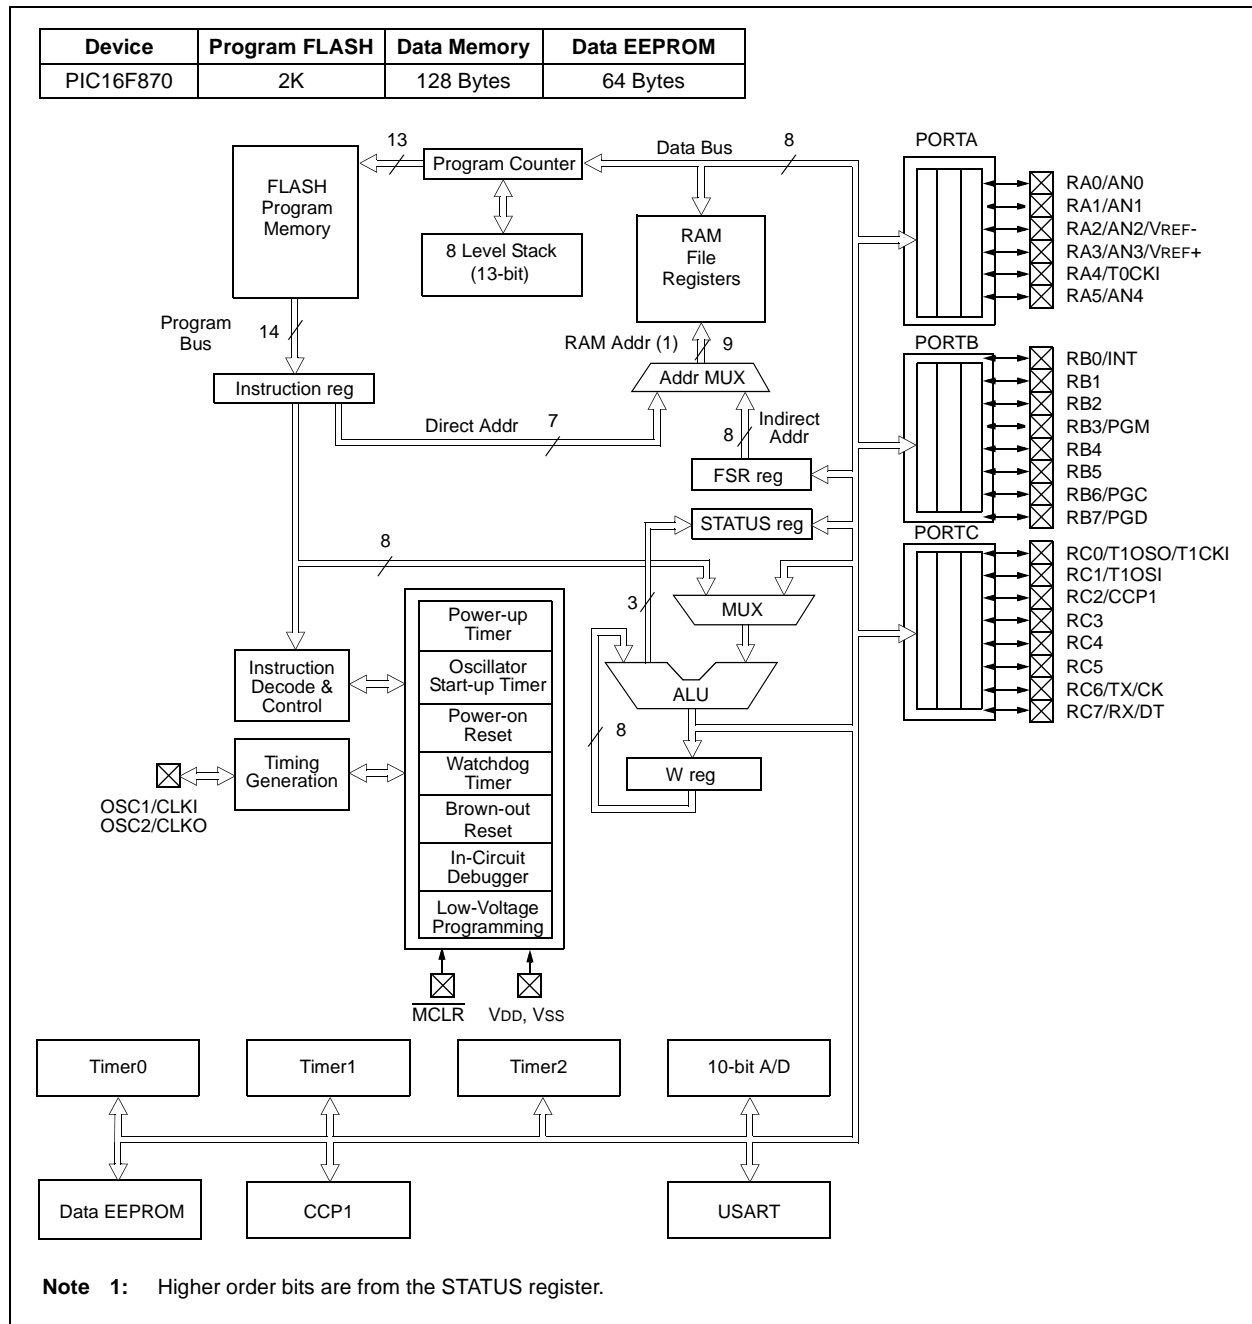 Device Program FLASH Data Memory Data EEPROM
PIC16F870 2K 128 Bytes 64 Bytes
13
Data Bus
8
PORTA
FLASH
Program
Memory
Program Counter
8 Level Stack
(13-bit)
RAM
File
Registers
RA0/AN0
RA1/AN1
RA2/AN2/VREF-
RA3/AN3/VREF+
RA4/T0CKI
RA5/AN4
Program
Bus
14
RAM Addr (1)
9
PORTB
Instruction reg
Addr MUX
RB0/INT
RB1
RB2
RB3/PGM
RB4
RB5
RB6/PGC
RB7/PGD
Direct Addr
7
8
Indirect
Addr
FSR reg
STATUS reg
PORTC
8
RC0/T1OSO/T1CKI
RC1/T1OSI
RC2/CCP1
RC3
RC4
RC5
RC6/TX/CK
RC7/RX/DT
3
MUX
Power-up
Timer
Instruction
Decode &
Control
Oscillator
Start-up Timer
ALU
Power-on
Reset
8
Timing
Generation
Watchdog
Timer
W reg
OSC1/CLKI
OSC2/CLKO
Brown-out
Reset
In-Circuit
Debugger
Low-Voltage
Programming
MCLR
VDD, VSS
Timer0
Timer1
Timer2
10-bit A/D
Data EEPROM
CCP1
USART
Note 1: Higher order bits are from the STATUS register.